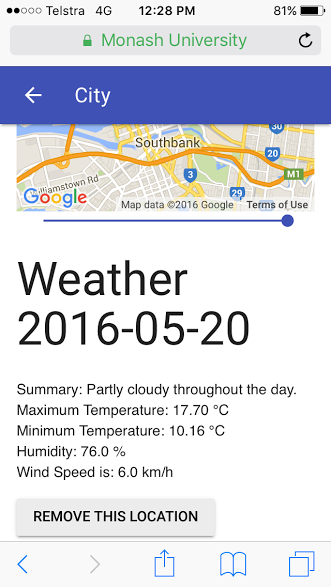 Telstra 4G 12:28 PM 81%
Monash University
City
30
Southbank
20
3
M1
lliamstown Rd
29
Google Map data ©2016 Google Terms of Use
Weather
2016-05-20
Summary: Partly cloudy throughout the day.
Maximum Temperature: 17.70 °C
Minimum Temperature: 10.16 °C
Humidity: 76.0 %
Wind Speed is: 6.0 km/h
REMOVE THIS LOCATION